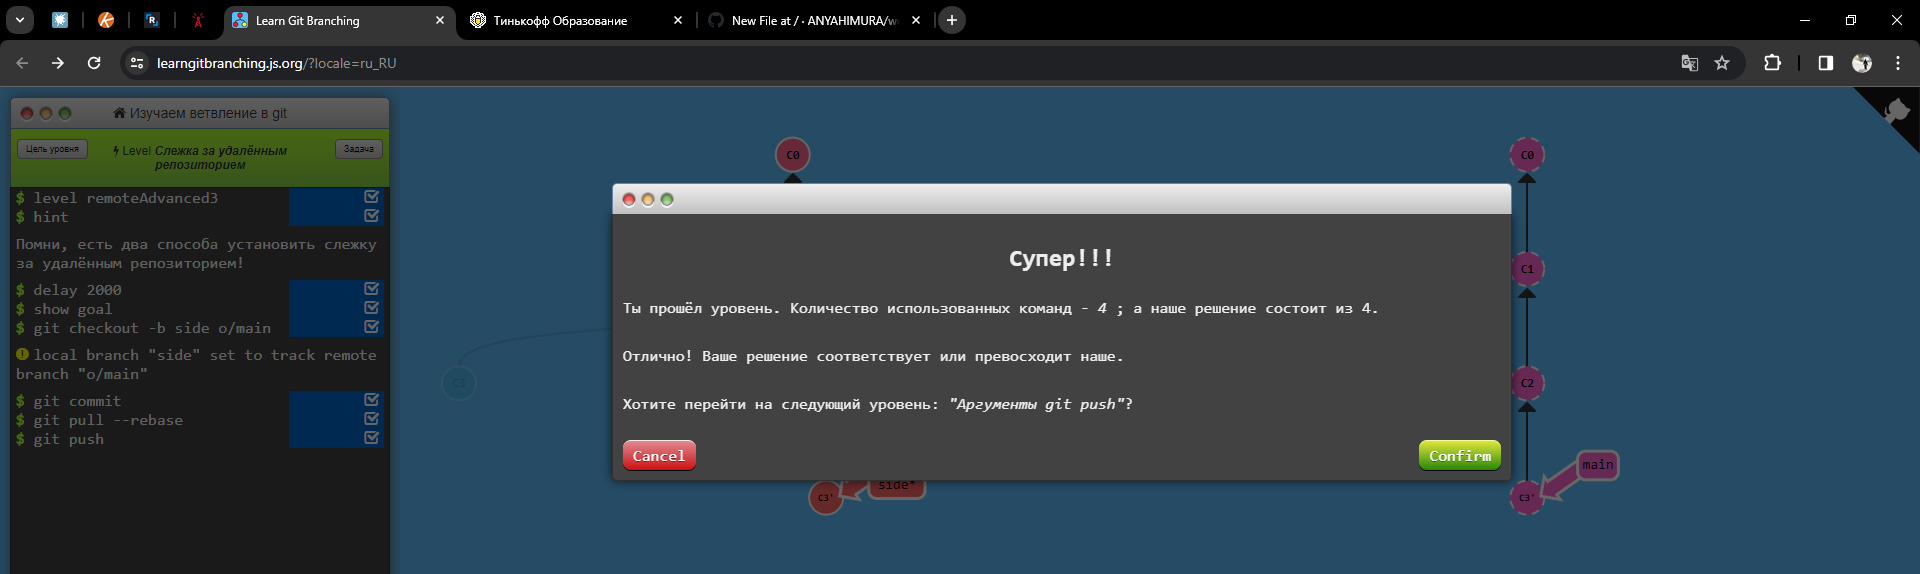 Learn Git Branching
Тинькофф Образование
New File at / · ANYAHIMURA/w
learngitbranching.js.org/?locale=ru_RU
Изучаем ветвление в git
Цель уровня
Level Слежка за удалённым
репозиторием
Задача
$ level remoteAdvanced3
$ hint
Помни, есть два способа установить слежку
за удалённым репозиторием!
$ delay 2000
$ show goal
$ git checkout -b side o/main
local branch "side" set to track remote
branch "o/main"
$ git commit
$ git pull --rebase
$ git push
C0
C3
Супер!!!
Ты прошёл уровень. Количество использованных команд - 4 ; а наше решение состоит из 4.
Отлично! Ваше решение соответствует или превосходит наше.
Хотите перейти на следующий уровень: "Аргументы git push"?
Cancel
Confirm
C3'
side*
C0
C1
C2
main
C3'